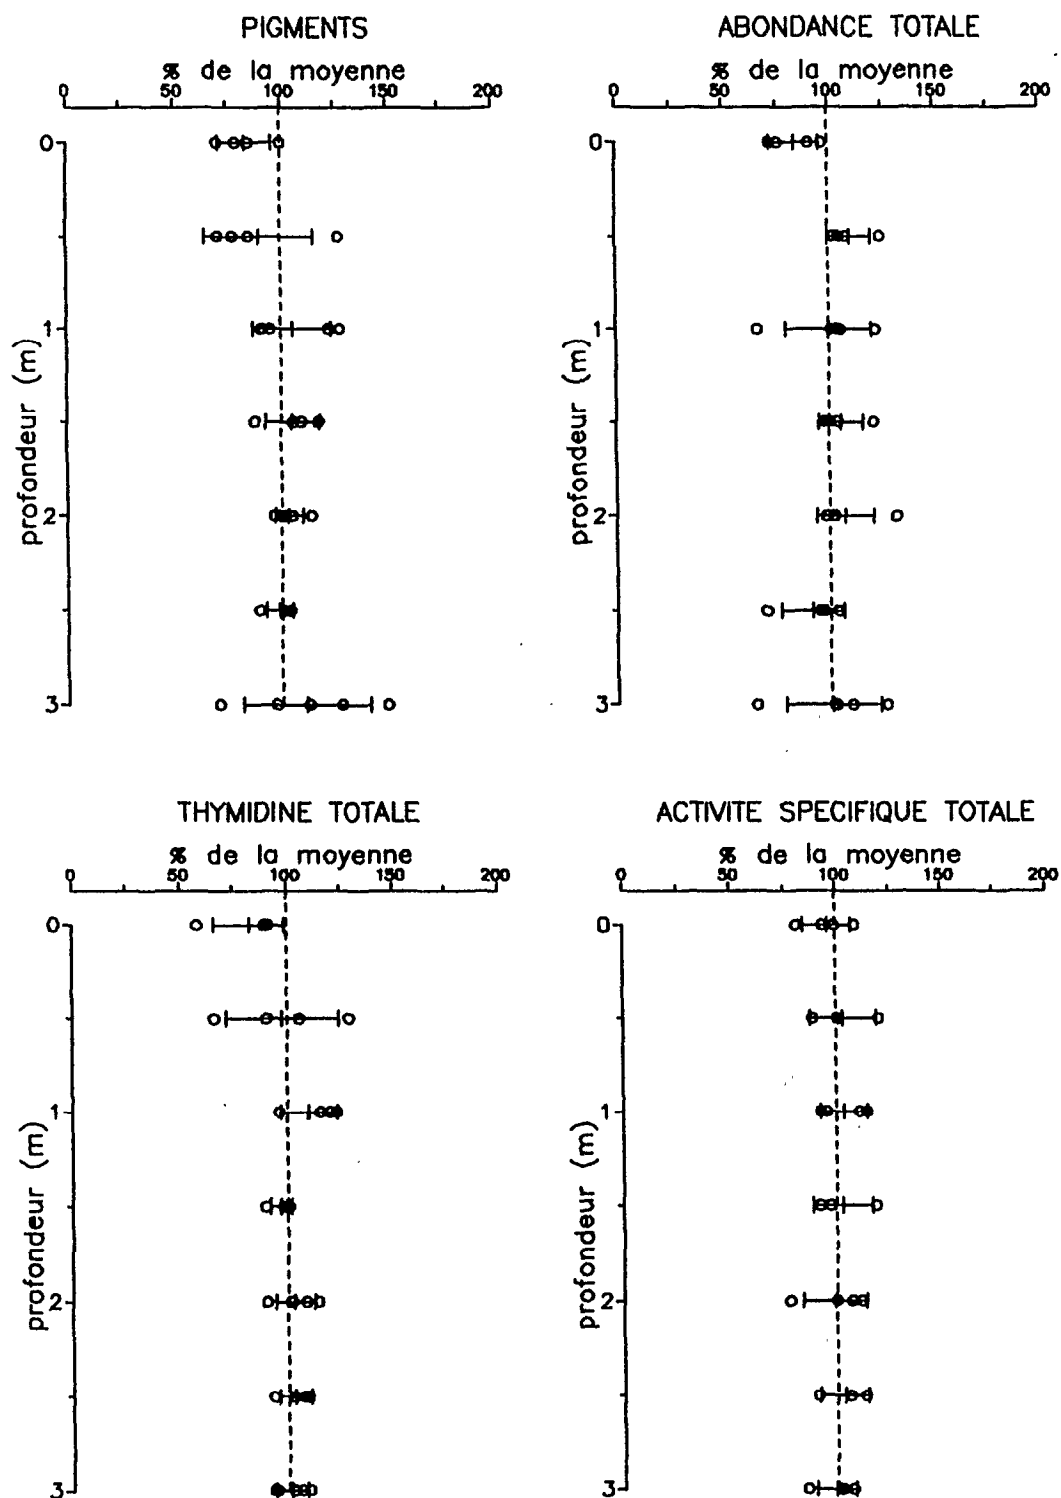 PIGMENTS
% de la moyenne
0 50 100 150 200
0
1
2
3
profondeur (m)
ABONDANCE TOTALE
% de la moyenne
0 50 100 150 200
0
1
2
3
profondeur (m)
THYMIDINE TOTALE
% de la moyenne
0 50 100 150 200
0
1
2
3
profondeur (m)
ACTIVITE SPECIFIQUE TOTALE
% de la moyenne
0 50 100 150 200
0
1
2
3
profondeur (m)